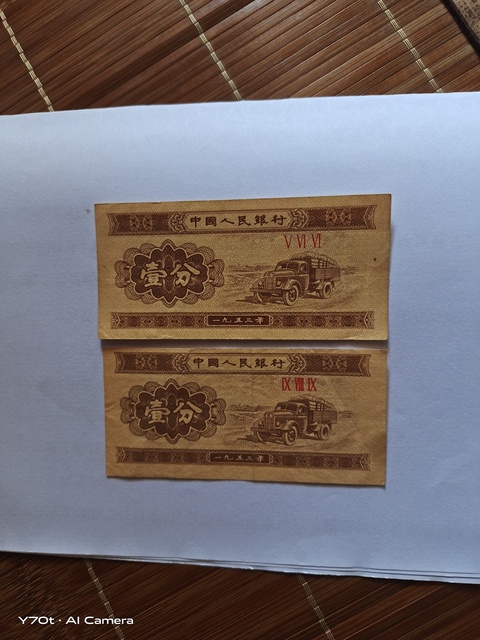 中國人民銀行
V VI VI
壹分
一九五三年
中國人民銀行
IX VIII IX
壹分
一九五三年
Y70t · AI Camera